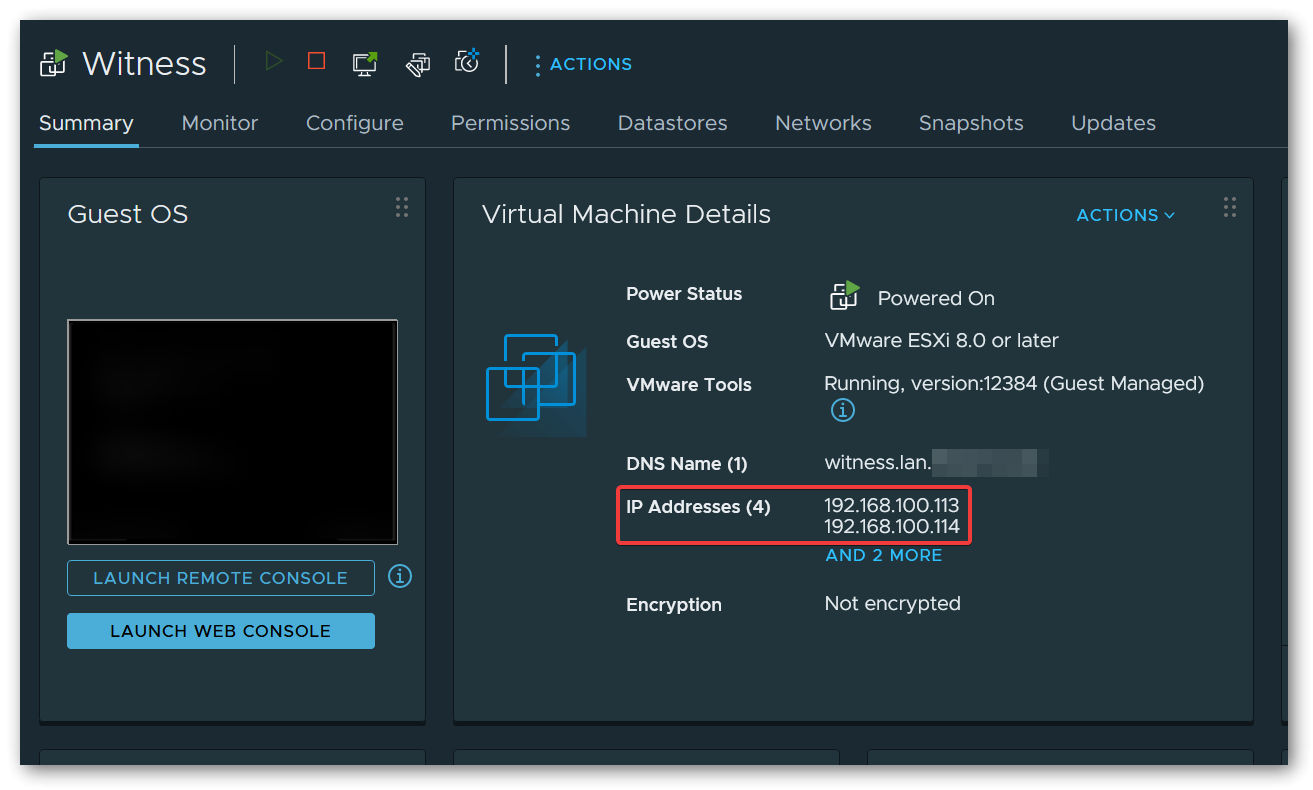 Witness
ACTIONS
Summary Monitor Configure Permissions Datastores Networks Snapshots Updates
Guest OS
LAUNCH REMOTE CONSOLE
LAUNCH WEB CONSOLE
Virtual Machine Details
ACTIONS
Power Status Powered On
Guest OS VMware ESXi 8.0 or later
VMware Tools Running, version:12384 (Guest Managed)
DNS Name (1) witness.lan.
IP Addresses (4) 192.168.100.113
192.168.100.114
AND 2 MORE
Encryption Not encrypted